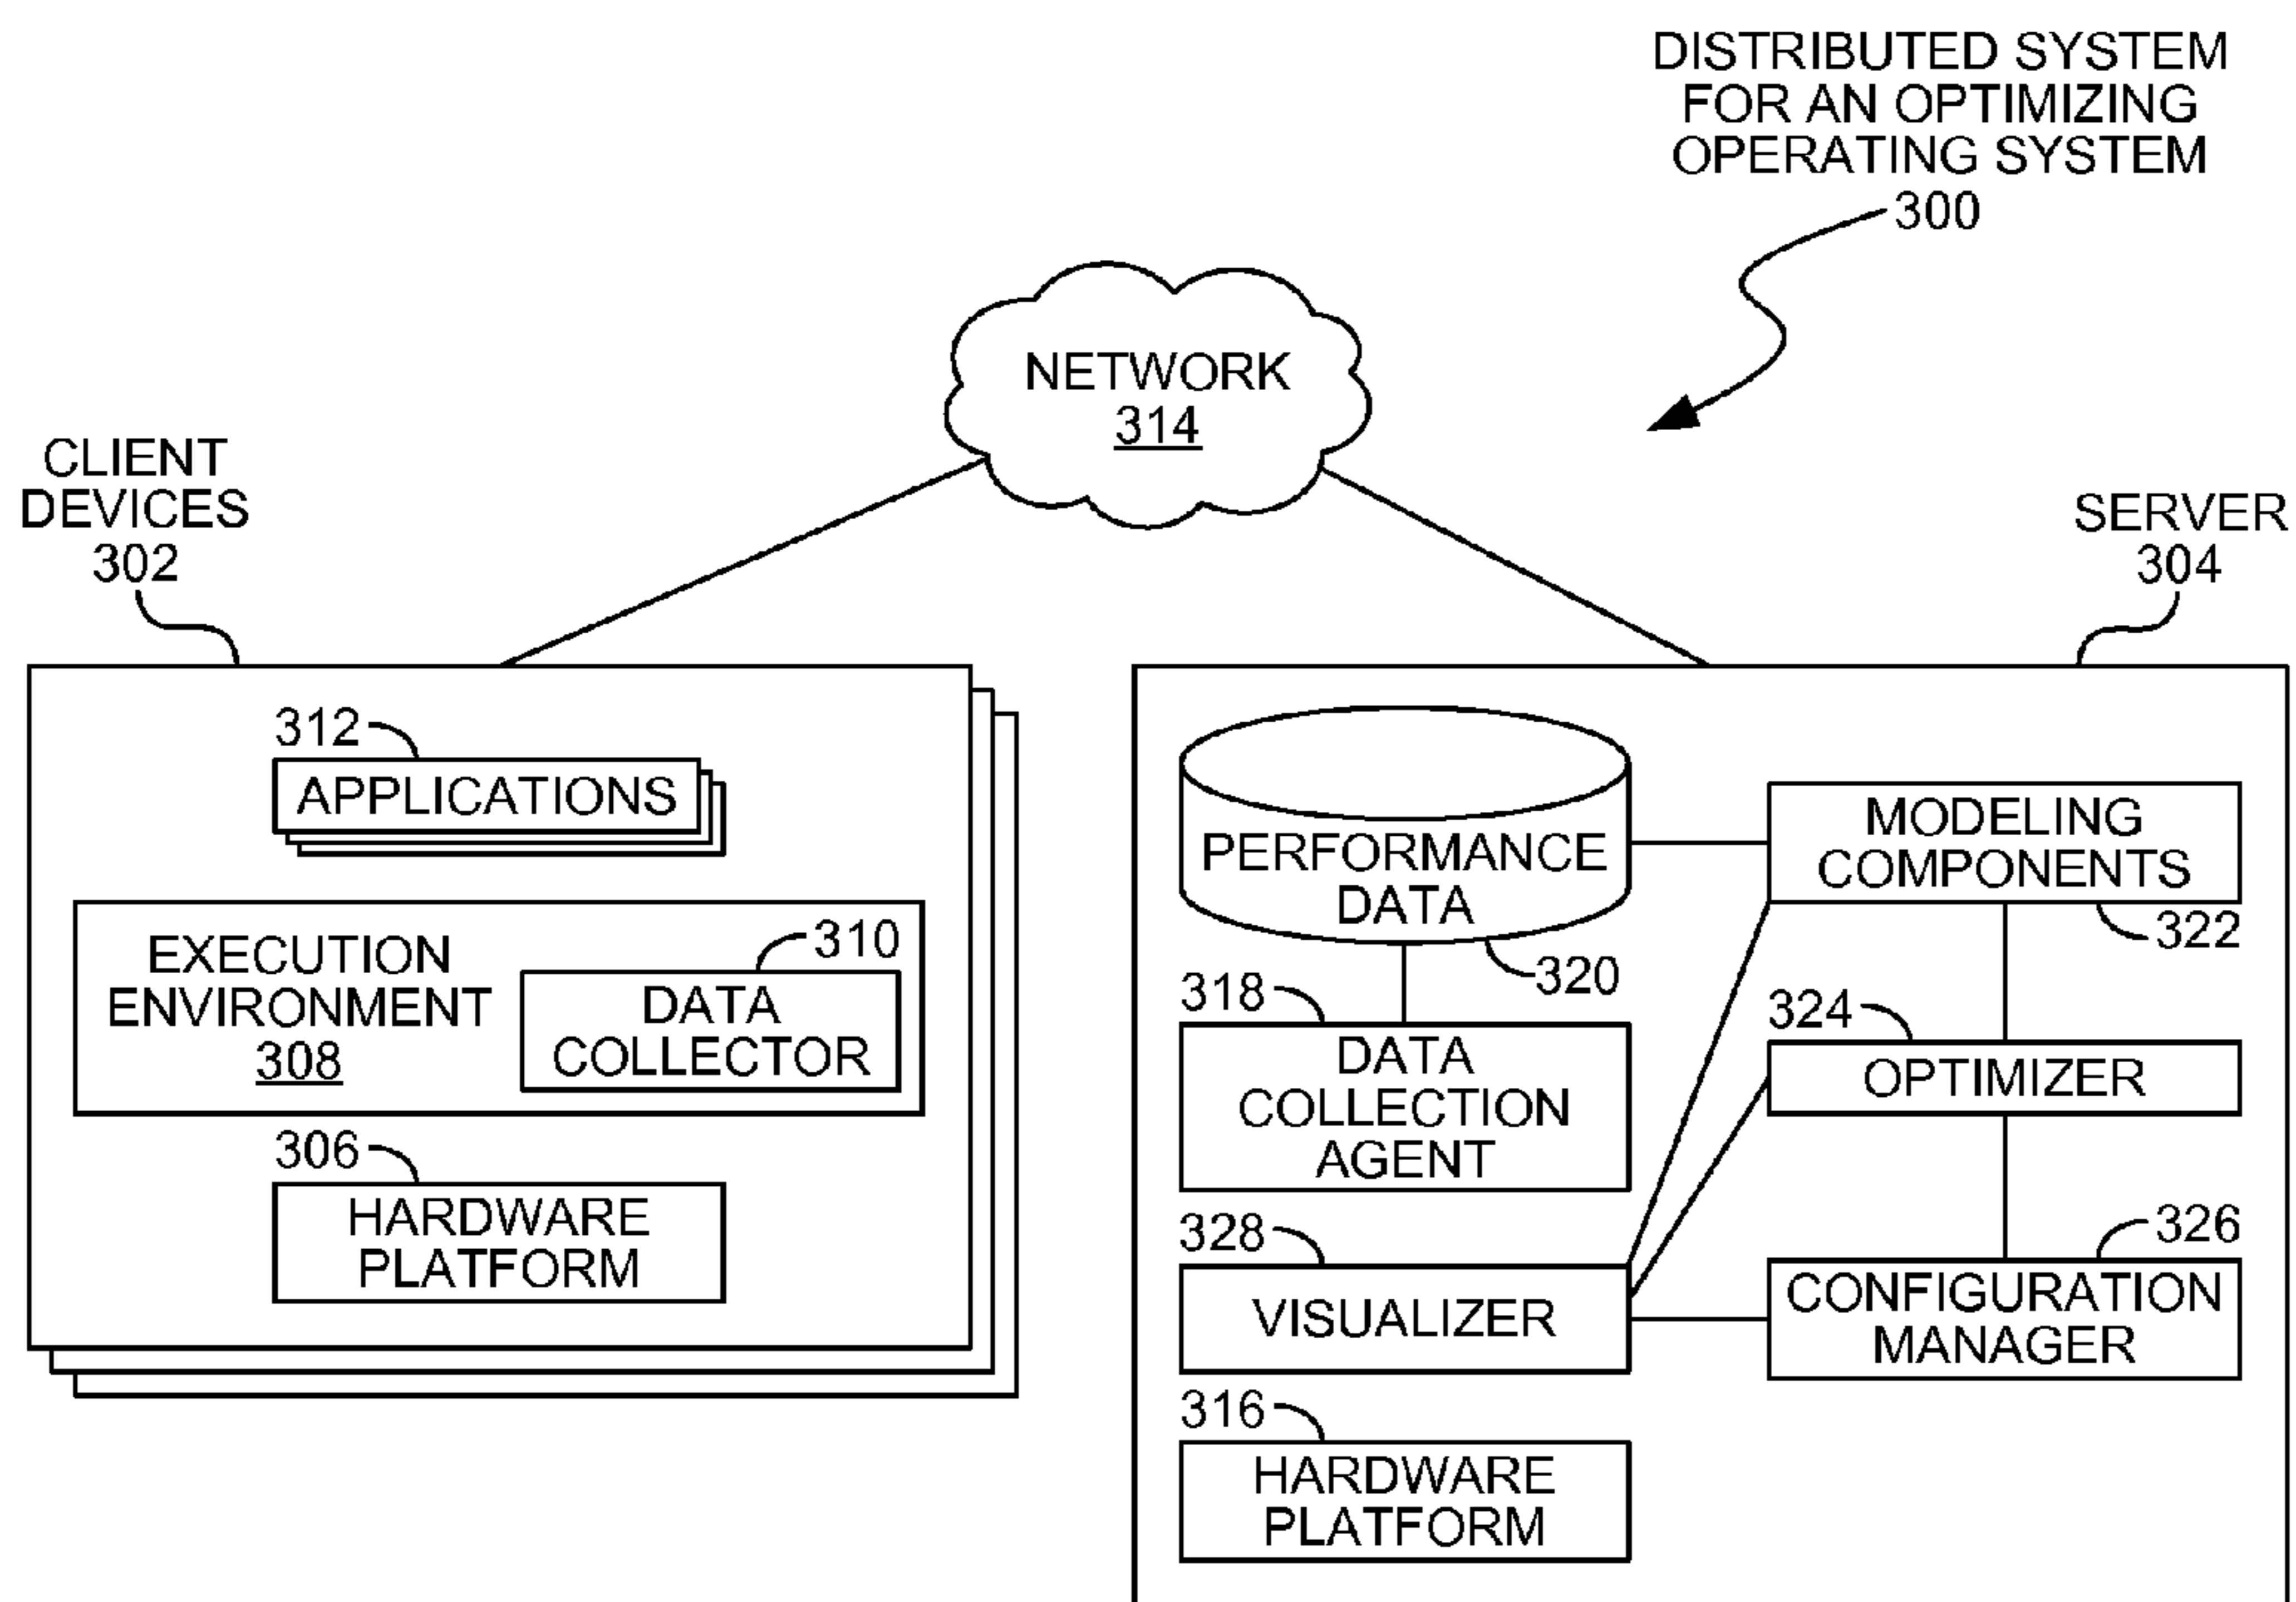 DISTRIBUTED SYSTEM
FOR AN OPTIMIZING
OPERATING SYSTEM
300
NETWORK
314
CLIENT
DEVICES
302
SERVER
304
312
APPLICATIONS
EXECUTION
ENVIRONMENT
308
310
DATA
COLLECTOR
306
HARDWARE
PLATFORM
PERFORMANCE
DATA
320
MODELING
COMPONENTS
322
318
DATA
COLLECTION
AGENT
324
OPTIMIZER
328
VISUALIZER
326
CONFIGURATION
MANAGER
316
HARDWARE
PLATFORM